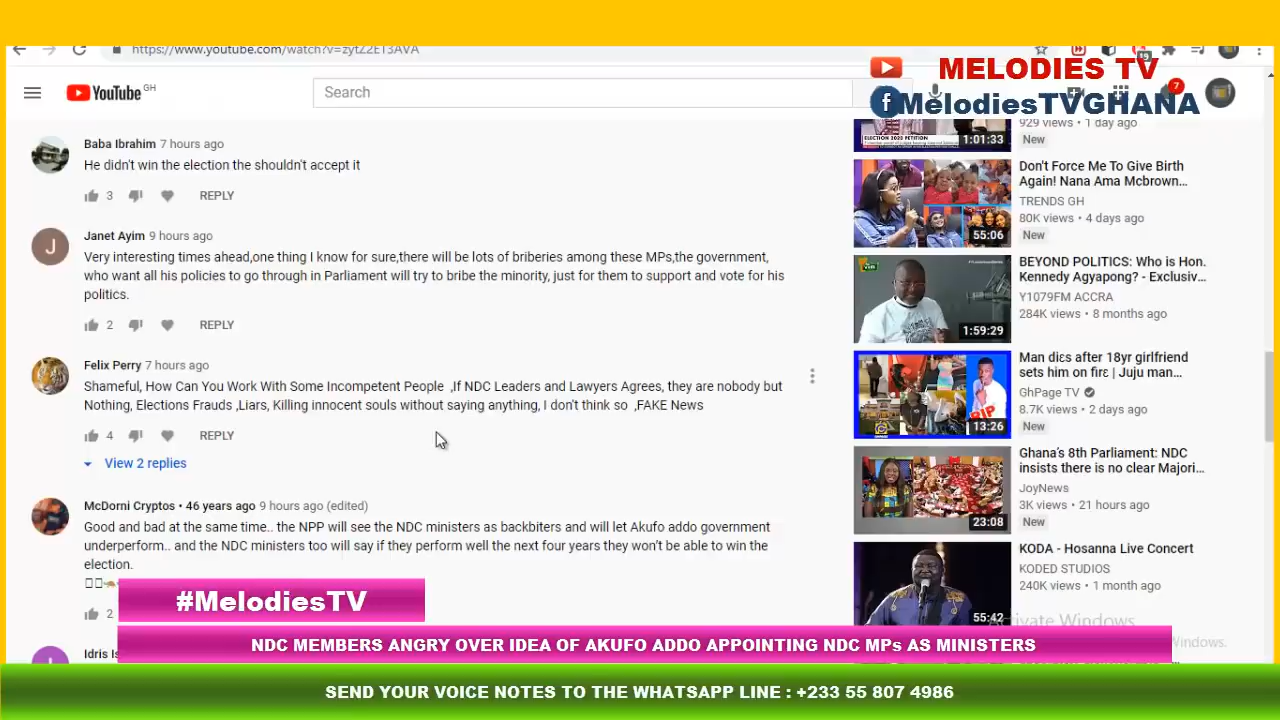 https://www.youtube.com/watch?v=zytZ2ET3AVA
MELODIES TV
MelodiesTVGHANA
YouTube GH
Search
7
Baba Ibrahim 7 hours ago
He didn't win the election the shouldn't accept it
3 REPLY
Janet Ayim 9 hours ago
Very interesting times ahead,one thing I know for sure,there will be lots of briberies among these MPs,the government,
who want all his policies to go through in Parliament will try to bribe the minority, just for them to support and vote for his
politics.
2 REPLY
Felix Perry 7 hours ago
Shameful, How Can You Work With Some Incompetent People ,If NDC Leaders and Lawyers Agrees, they are nobody but
Nothing, Elections Frauds ,Liars, Killing innocent souls without saying anything, I don't think so ,FAKE News
4 REPLY
View 2 replies
McDorni Cryptos • 46 years ago 9 hours ago (edited)
Good and bad at the same time.. the NPP will see the NDC ministers as backbiters and will let Akufo addo government
underperform.. and the NDC ministers too will say if they perform well the next four years they won't be able to win the
election.
2
Idris Is
929 views • 1 day ago
New
1:01:33
Don't Force Me To Give Birth
Again! Nana Ama Mcbrown...
TRENDS GH
80K views • 4 days ago
New
55:06
BEYOND POLITICS: Who is Hon.
Kennedy Agyapong? - Exclusiv...
Y1079FM ACCRA
284K views • 8 months ago
1:59:29
Man dies after 18yr girlfriend
sets him on fire | Juju man...
GhPage TV
8.7K views • 2 days ago
New
RIP
13:26
Ghana's 8th Parliament: NDC
insists there is no clear Majori...
JoyNews
3K views • 21 hours ago
New
23:08
KODA - Hosanna Live Concert
KODED STUDIOS
240K views • 1 month ago
55:42
#MelodiesTV
NDC MEMBERS ANGRY OVER IDEA OF AKUFO ADDO APPOINTING NDC MPs AS MINISTERS
SEND YOUR VOICE NOTES TO THE WHATSAPP LINE : +233 55 807 4986